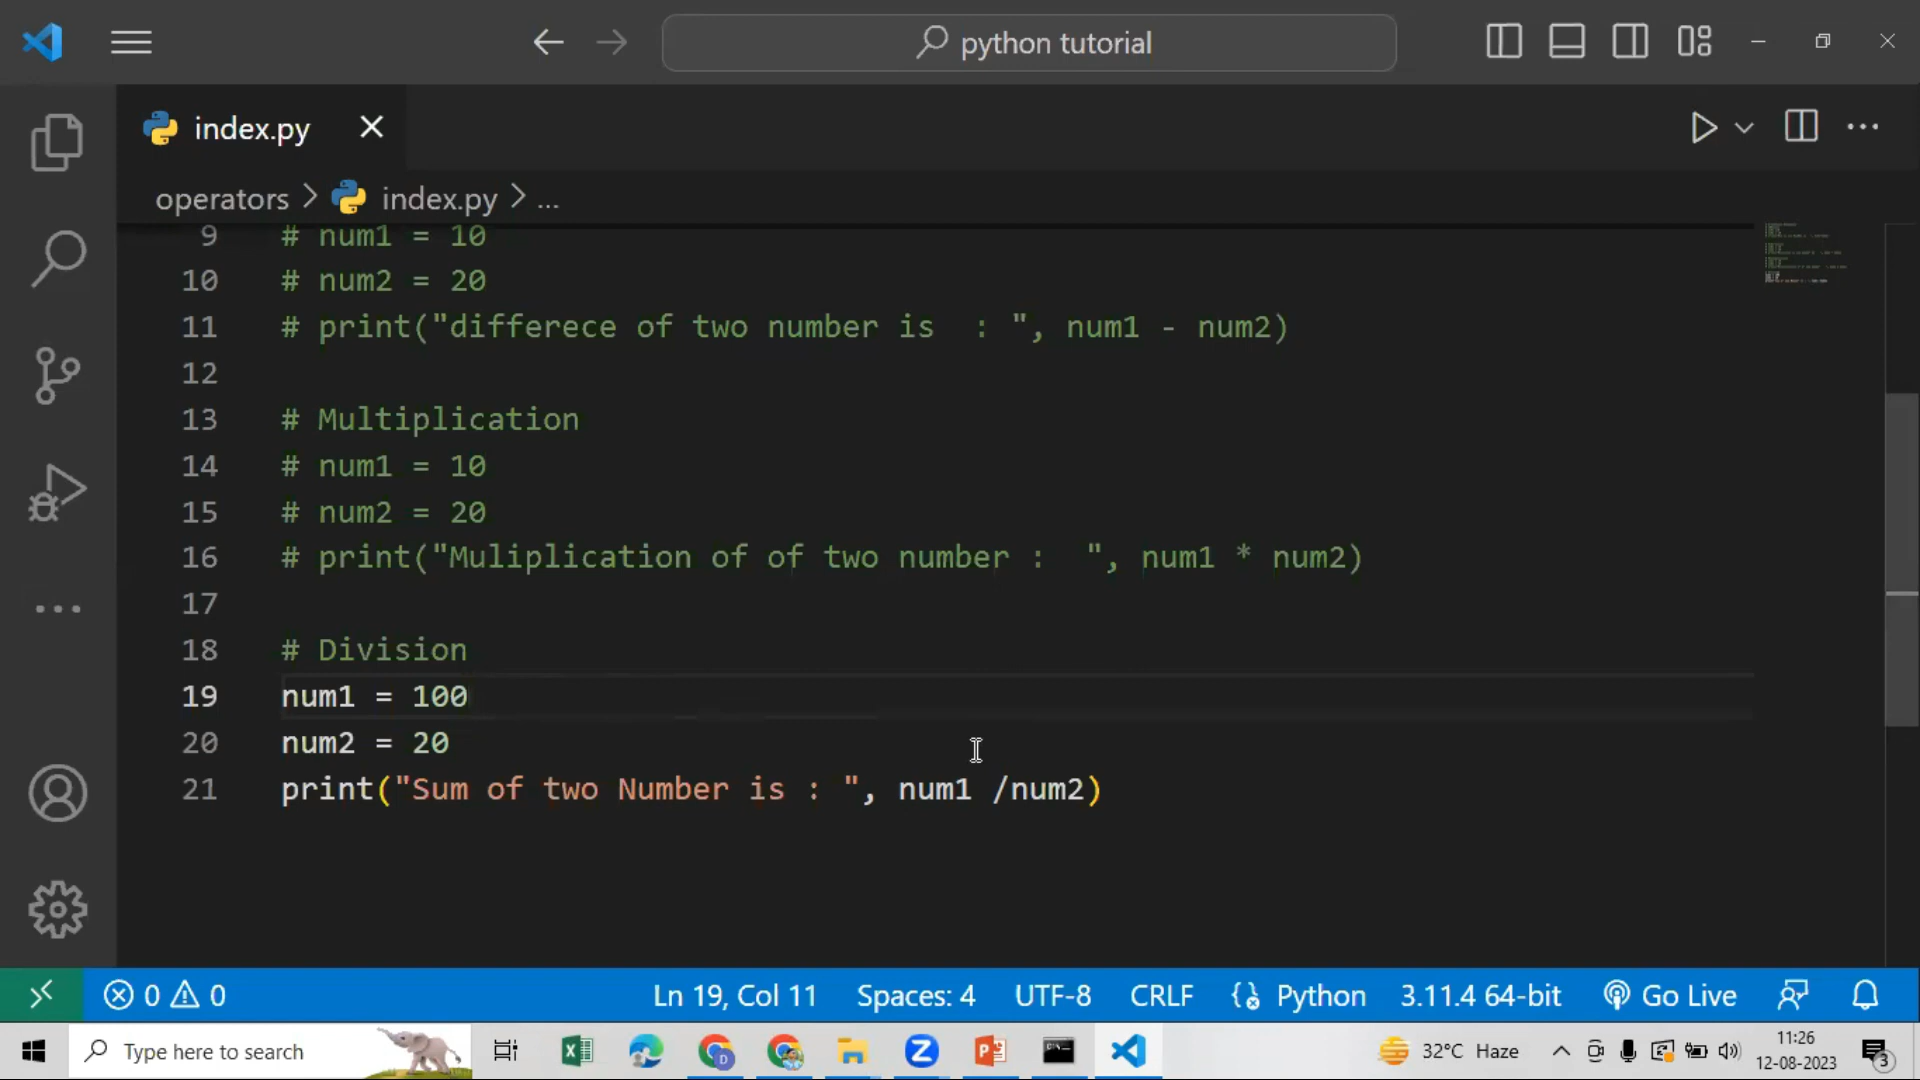 python tutorial
index.py
operators > index.py > ...
9 # num1 = 10
10 # num2 = 20
11 # print("differece of two number is  : ", num1 - num2)
12
13 # Multiplication
14 # num1 = 10
15 # num2 = 20
16 # print("Muliplication of of two number :  ", num1 * num2)
17
18 # Division
19 num1 = 100
20 num2 = 20
21 print("Sum of two Number is : ", num1 /num2)
0 0 Ln 19, Col 11 Spaces: 4 UTF-8 CRLF Python 3.11.4 64-bit Go Live
Type here to search 32°C Haze 11:26
12-08-2023 3